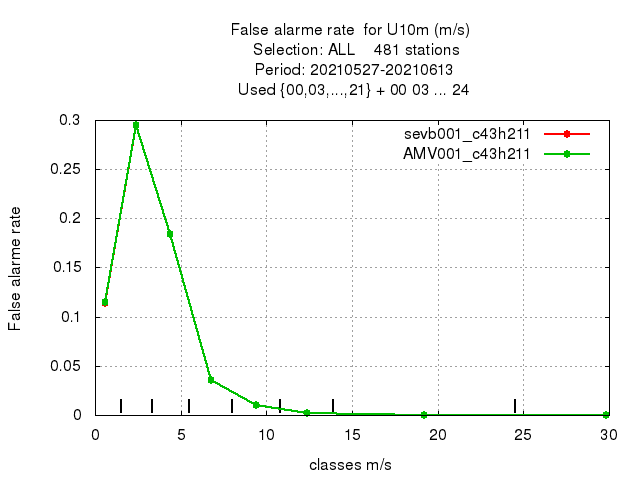 False alarme rate  for U10m (m/s)
Selection: ALL    481 stations
Period: 20210527-20210613
Used {00,03,...,21} + 00 03 ... 24
sevb001_c43h211
AMV001_c43h211
0.3
0.25
0.2
0.15
0.1
0.05
0
False alarme rate
0 5 10 15 20 25 30
classes m/s